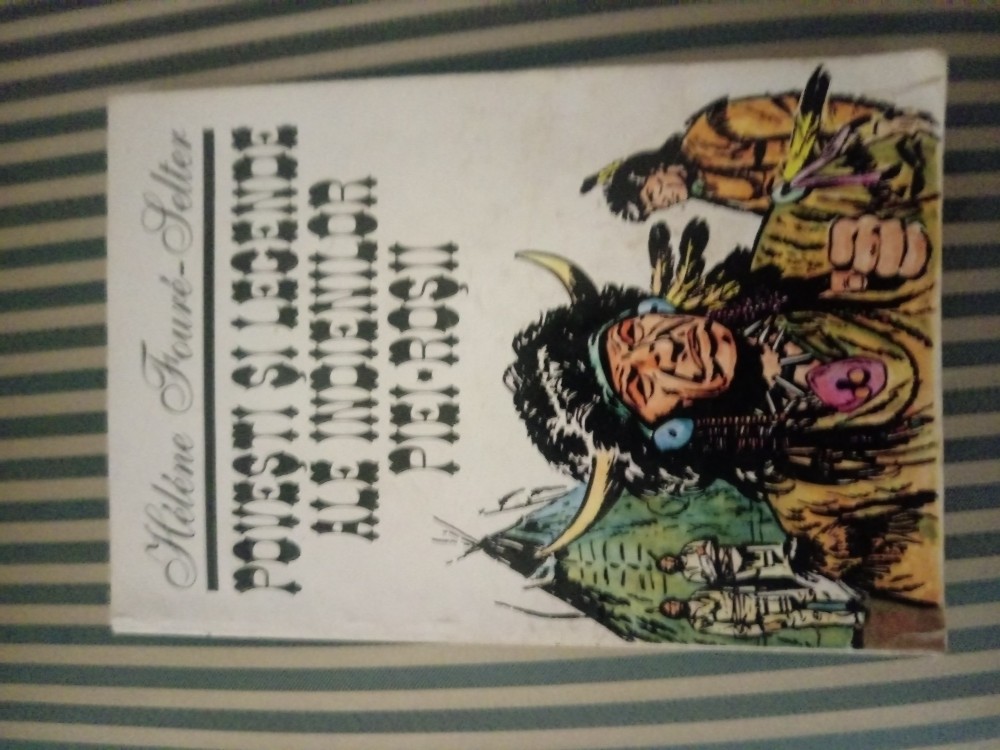 Hélène Fouré-Selter
POVEȘTI ȘI LEGENDE
ALE INDIENILOR
PIEI-ROȘII